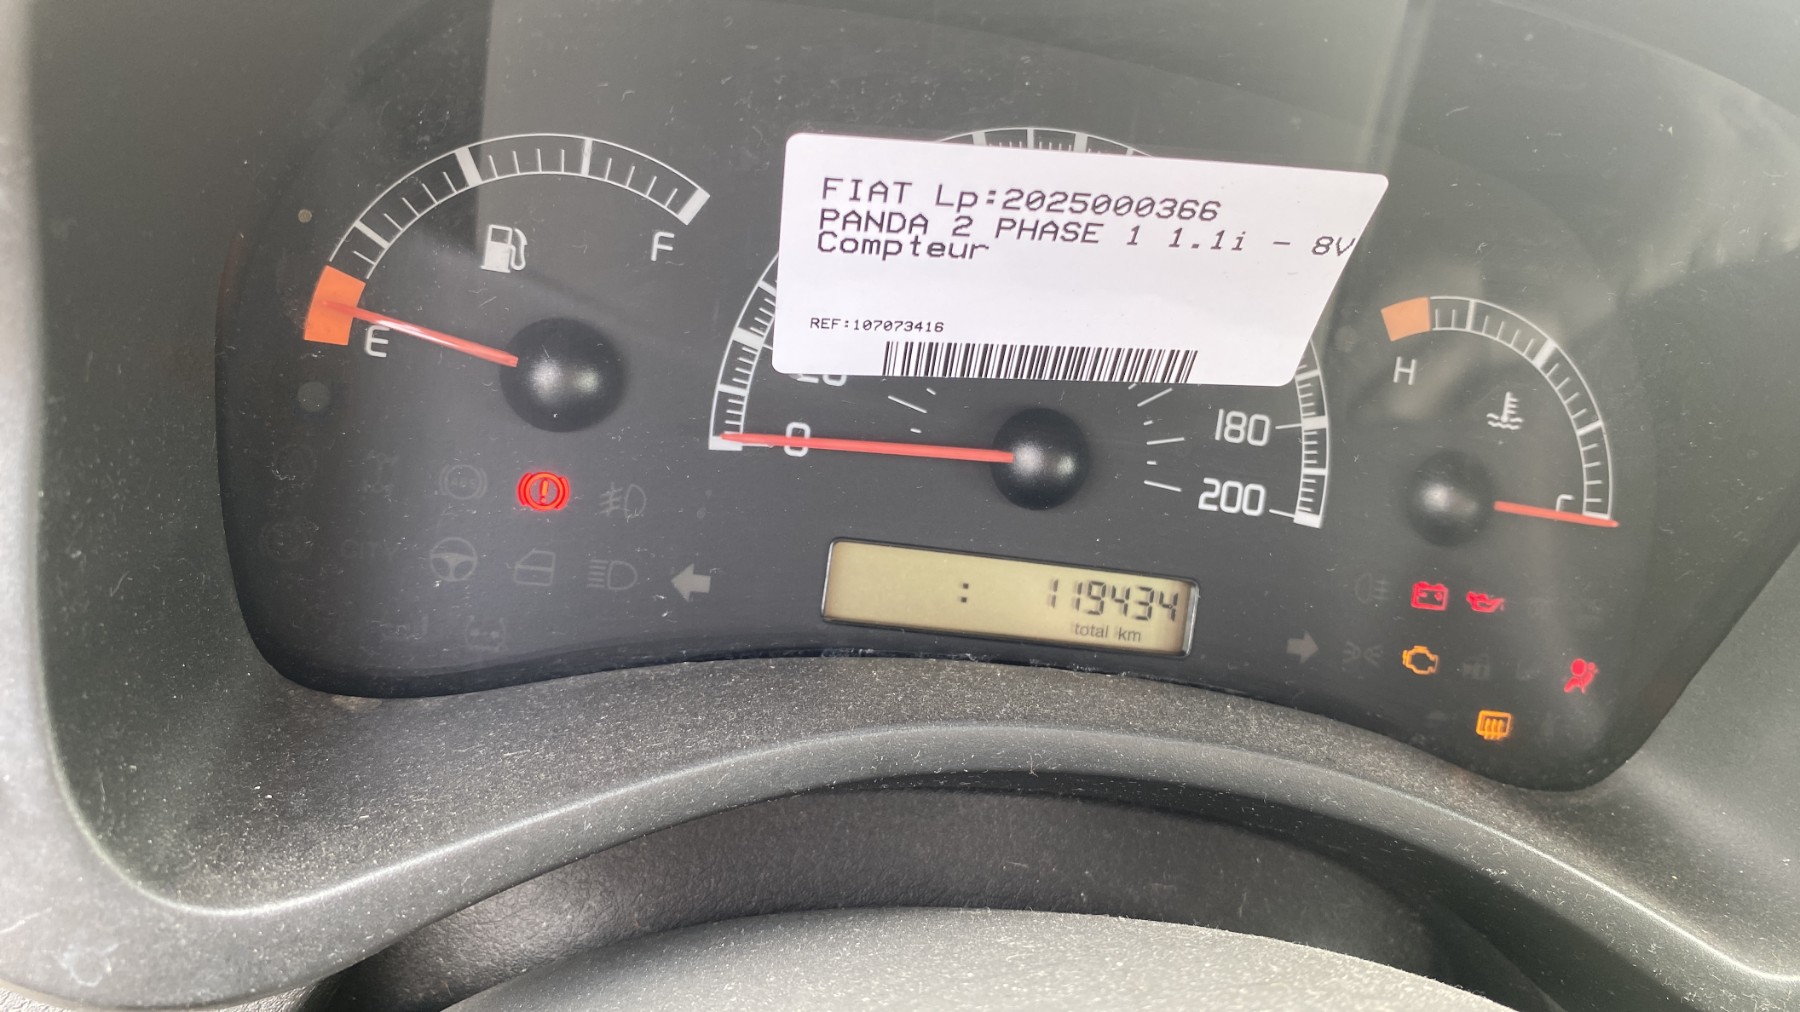 FIAT Lp:2025000366
PANDA 2 PHASE 1 1.1i - 8V
Compteur
REF:107073416
F
E
H
0
180
200
: 119434
total km
CITY